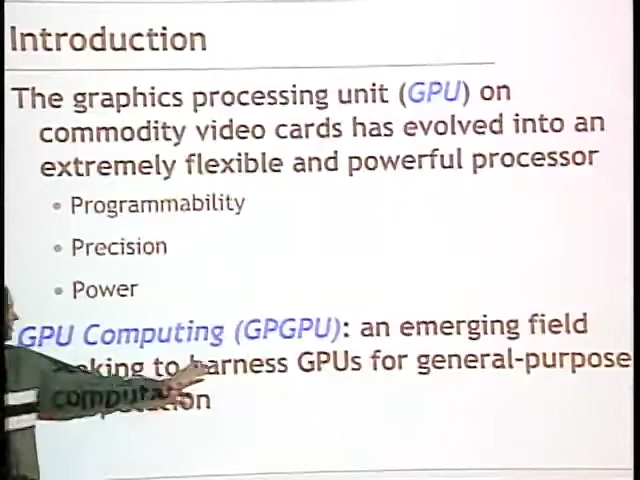 Introduction
The graphics processing unit (GPU) on
commodity video cards has evolved into an
extremely flexible and powerful processor
• Programmability
• Precision
• Power
GPU Computing (GPGPU): an emerging field
seeking to harness GPUs for general-purpose
computation